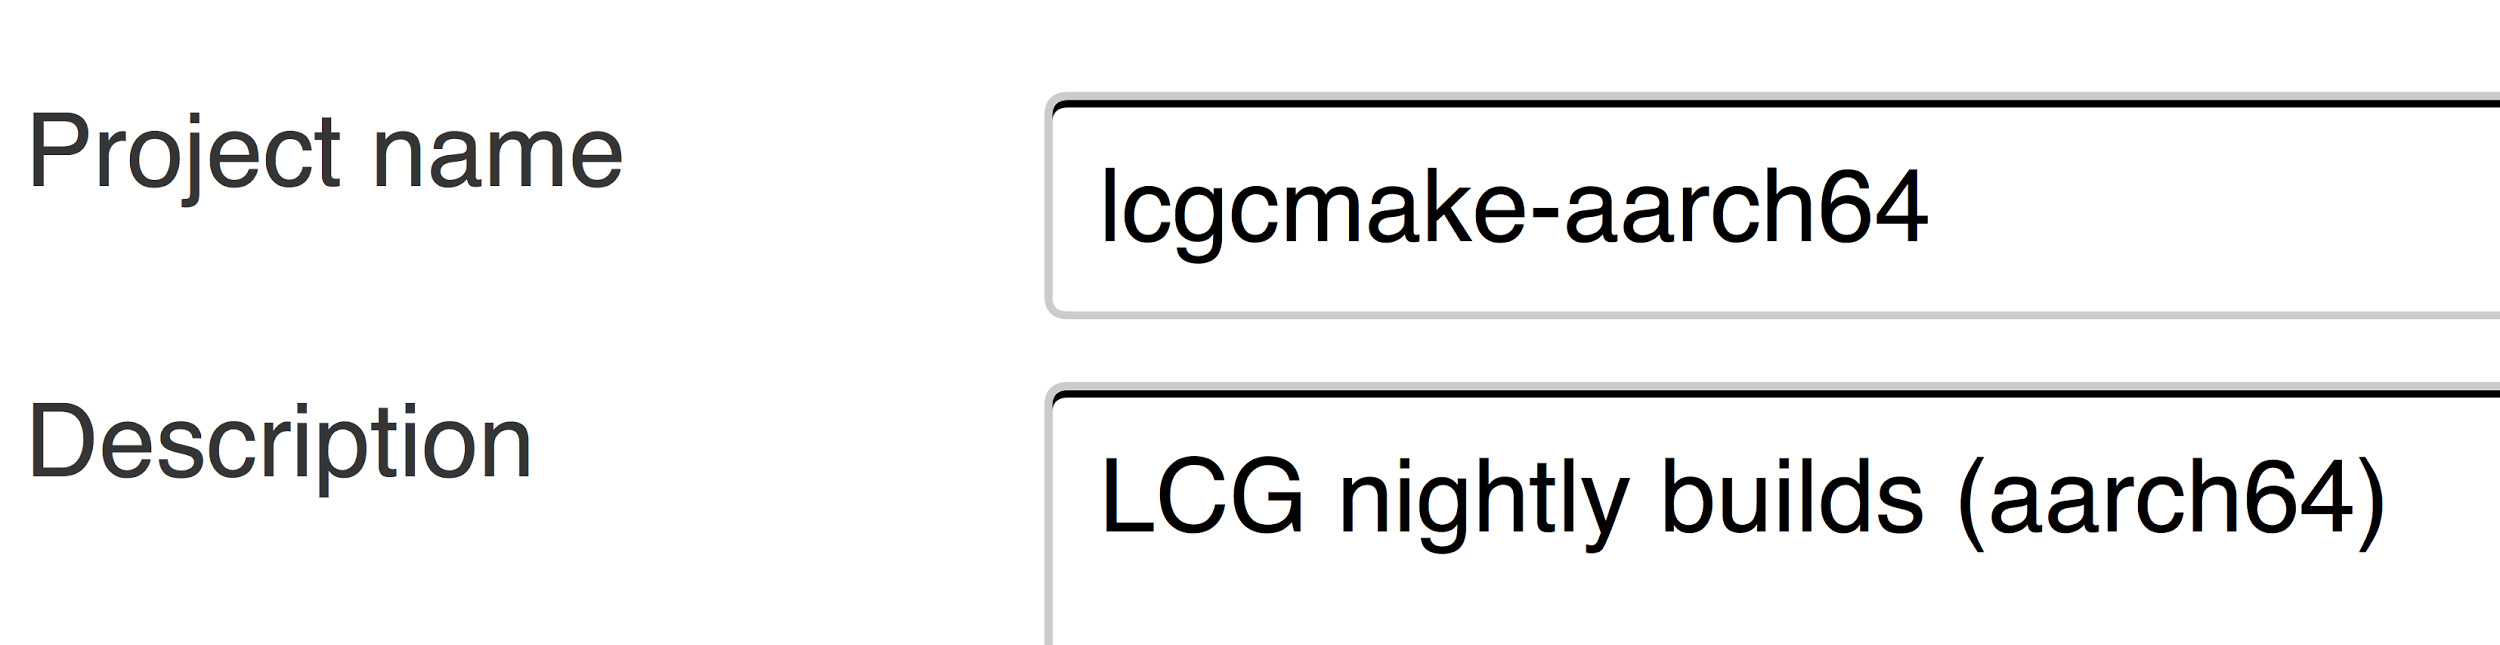 Project name
lcgcmake-aarch64
Description
LCG nightly builds (aarch64)